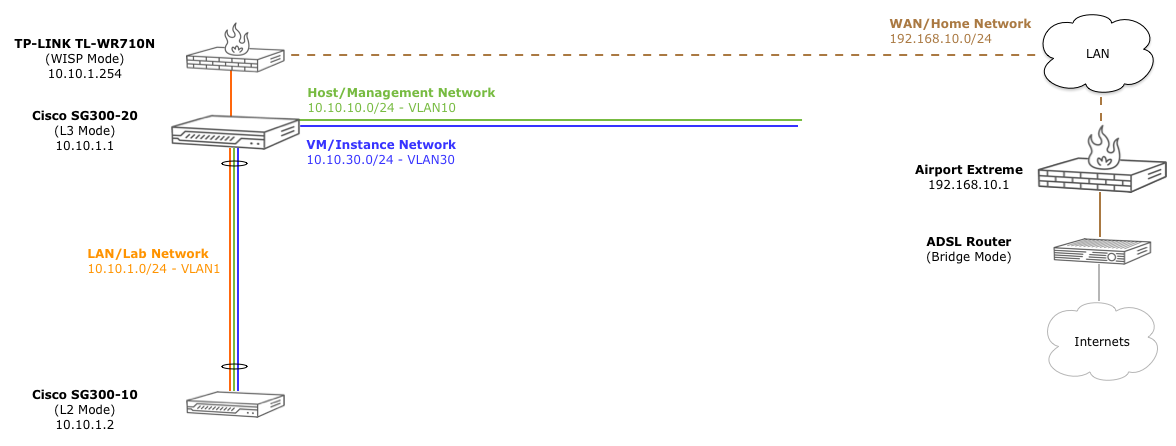 TP-LINK TL-WR710N
(WISP Mode)
10.10.1.254
WAN/Home Network
192.168.10.0/24
LAN
Cisco SG300-20
(L3 Mode)
10.10.1.1
Host/Management Network
10.10.10.0/24 - VLAN10
VM/Instance Network
10.10.30.0/24 - VLAN30
Airport Extreme
192.168.10.1
ADSL Router
(Bridge Mode)
LAN/Lab Network
10.10.1.0/24 - VLAN1
Internets
Cisco SG300-10
(L2 Mode)
10.10.1.2